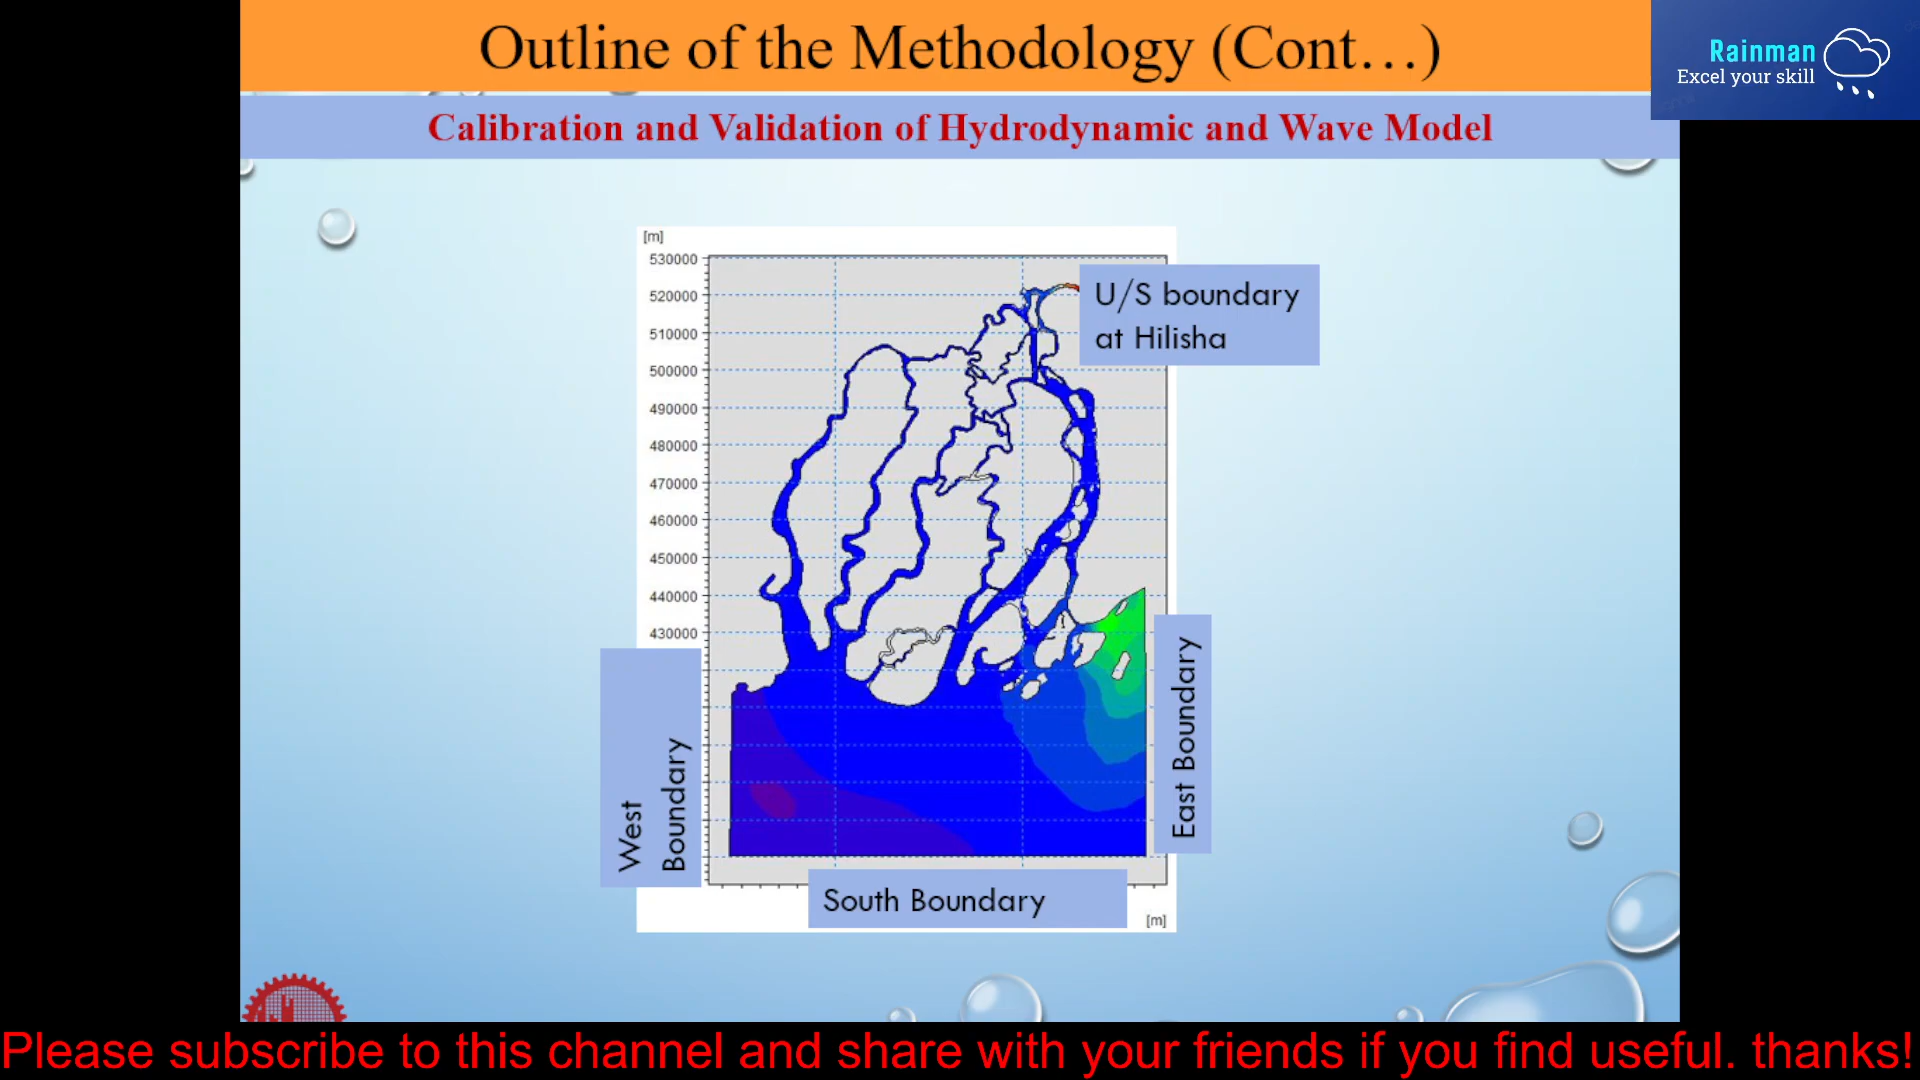 Outline of the Methodology (Cont…)
Rainman
Excel your skill
Calibration and Validation of Hydrodynamic and Wave Model
[m]
530000
520000
510000
500000
490000
480000
470000
460000
450000
440000
430000
U/S boundary
at Hilisha
West
Boundary
East Boundary
South Boundary
[m]
Please subscribe to this channel and share with your friends if you find useful. thanks!